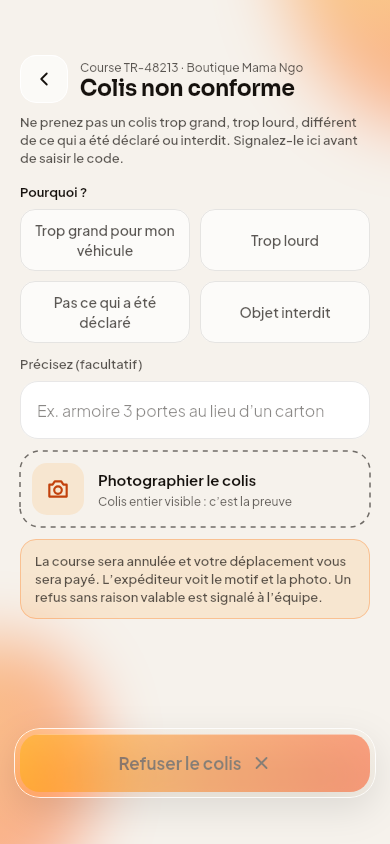 Course TR-48213 · Boutique Mama Ngo
Colis non conforme
Ne prenez pas un colis trop grand, trop lourd, différent
de ce qui a été déclaré ou interdit. Signalez-le ici avant
de saisir le code.
Pourquoi ?
Trop grand pour mon
véhicule
Trop lourd
Pas ce qui a été
déclaré
Objet interdit
Précisez (facultatif)
Ex. armoire 3 portes au lieu d'un carton
Photographier le colis
Colis entier visible : c'est la preuve
La course sera annulée et votre déplacement vous
sera payé. L'expéditeur voit le motif et la photo. Un
refus sans raison valable est signalé à l'équipe.
Refuser le colis